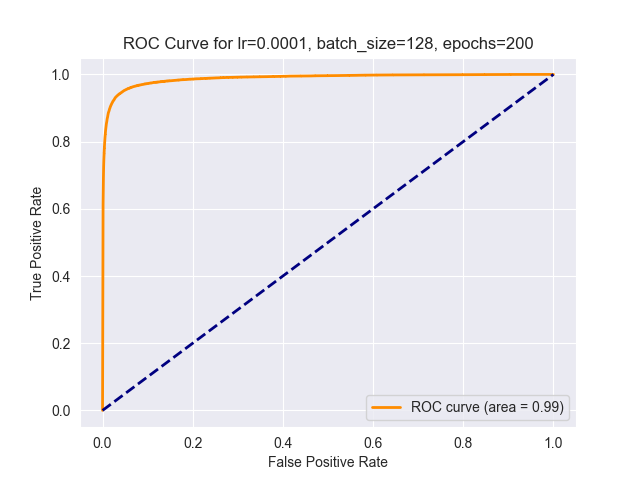 ROC Curve for lr=0.0001, batch_size=128, epochs=200
True Positive Rate
1.0
0.8
0.6
0.4
0.2
0.0
ROC curve (area = 0.99)
0.0 0.2 0.4 0.6 0.8 1.0
False Positive Rate